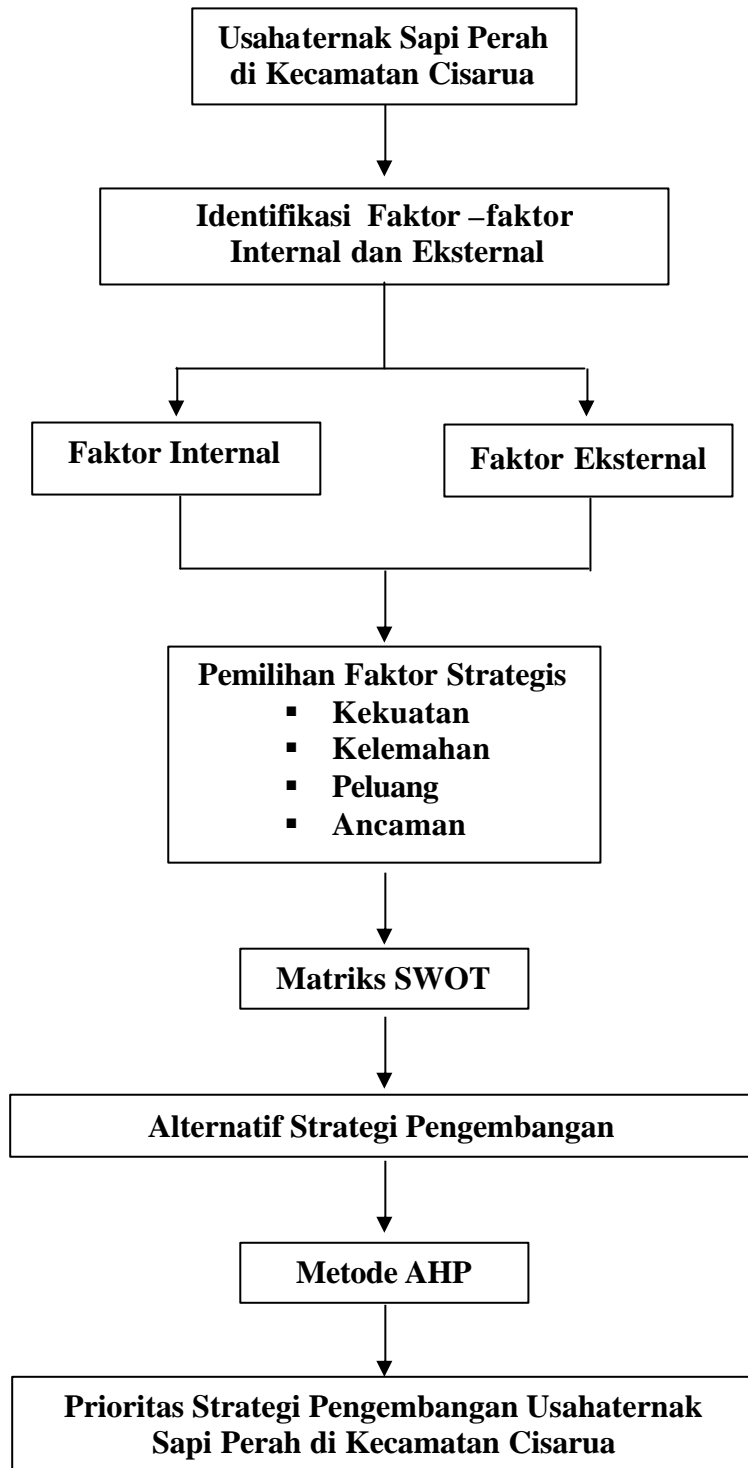 Usahaternak Sapi Perah
di Kecamatan Cisarua
Identifikasi Faktor –faktor
Internal dan Eksternal
Faktor Internal
Faktor Eksternal
Pemilihan Faktor Strategis
▪ Kekuatan
▪ Kelemahan
▪ Peluang
▪ Ancaman
Matriks SWOT
Alternatif Strategi Pengembangan
Metode AHP
Prioritas Strategi Pengembangan Usahaternak
Sapi Perah di Kecamatan Cisarua